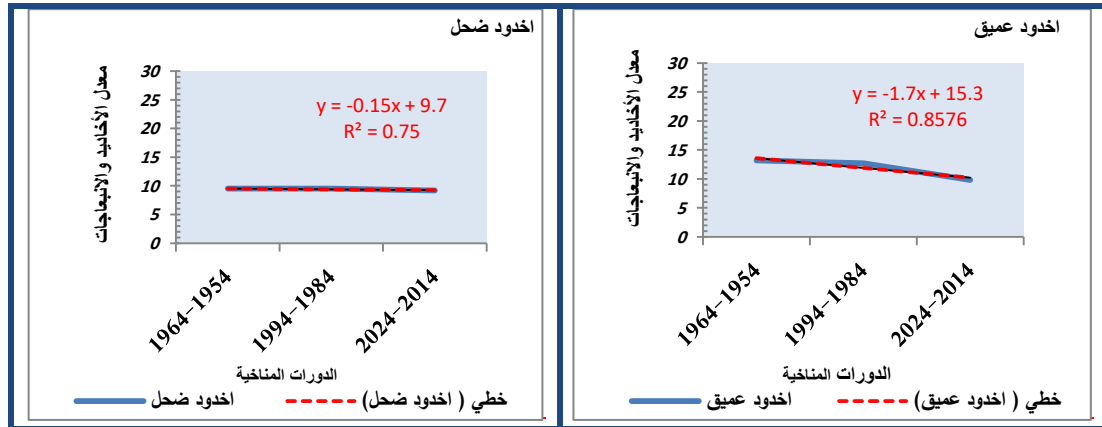 اخدود عميق
معدل الأخاديد والانبعاجات
30
25
20
15
10
5
0
y = -1.7x + 15.3
R² = 0.8576
1964-1954
1994-1984
2024-2014
الدورات المناخية
اخدود عميق
خطي ( اخدود عميق)
اخدود ضحل
معدل الأخاديد والانبعاجات
30
25
20
15
10
5
0
y = -0.15x + 9.7
R² = 0.75
1964-1954
1994-1984
2024-2014
الدورات المناخية
اخدود ضحل
خطي ( اخدود ضحل)